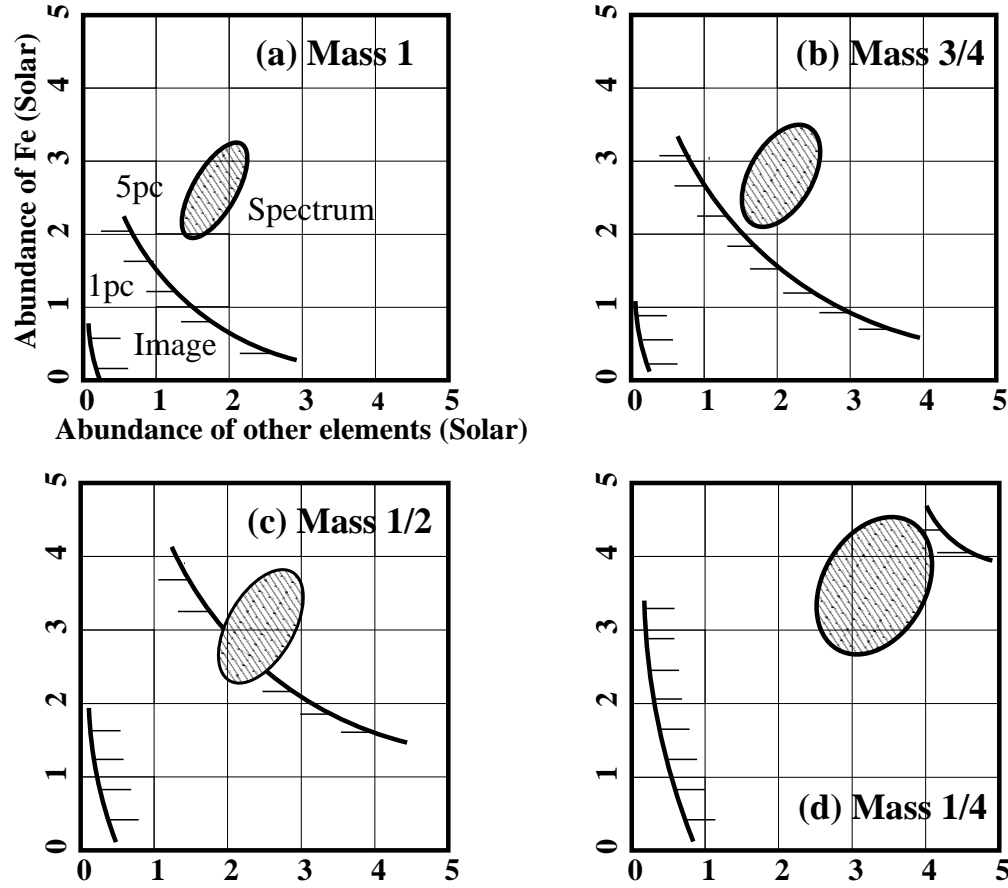 Abundance of Fe (Solar)
5
4
3
2
1
0
(a) Mass 1
5pc
Spectrum
1pc
Image
0 1 2 3 4 5
Abundance of other elements (Solar)
5
4
3
2
1
0
(b) Mass 3/4
0 1 2 3 4 5
5
4
3
2
1
0
(c) Mass 1/2
0 1 2 3 4 5
5
4
3
2
1
0
(d) Mass 1/4
0 1 2 3 4 5